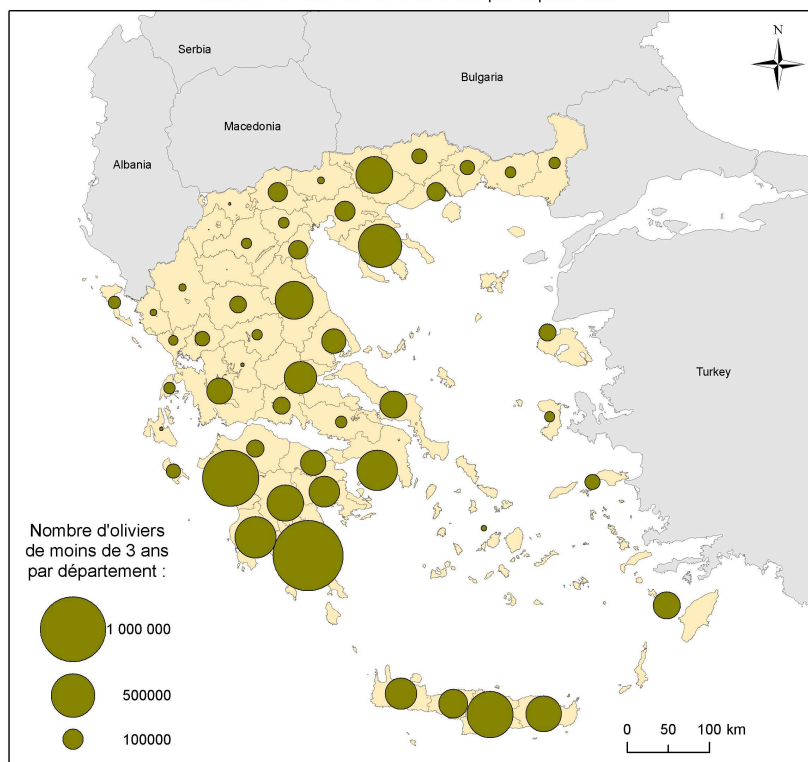 N
Serbia
Bulgaria
Macedonia
Albania
Turkey
Nombre d'oliviers
de moins de 3 ans
par département :
1 000 000
500000
100000
0 50 100 km